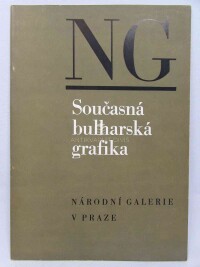 NG
Současná
bulharská
grafika
NÁRODNÍ GALERIE
V PRAZE